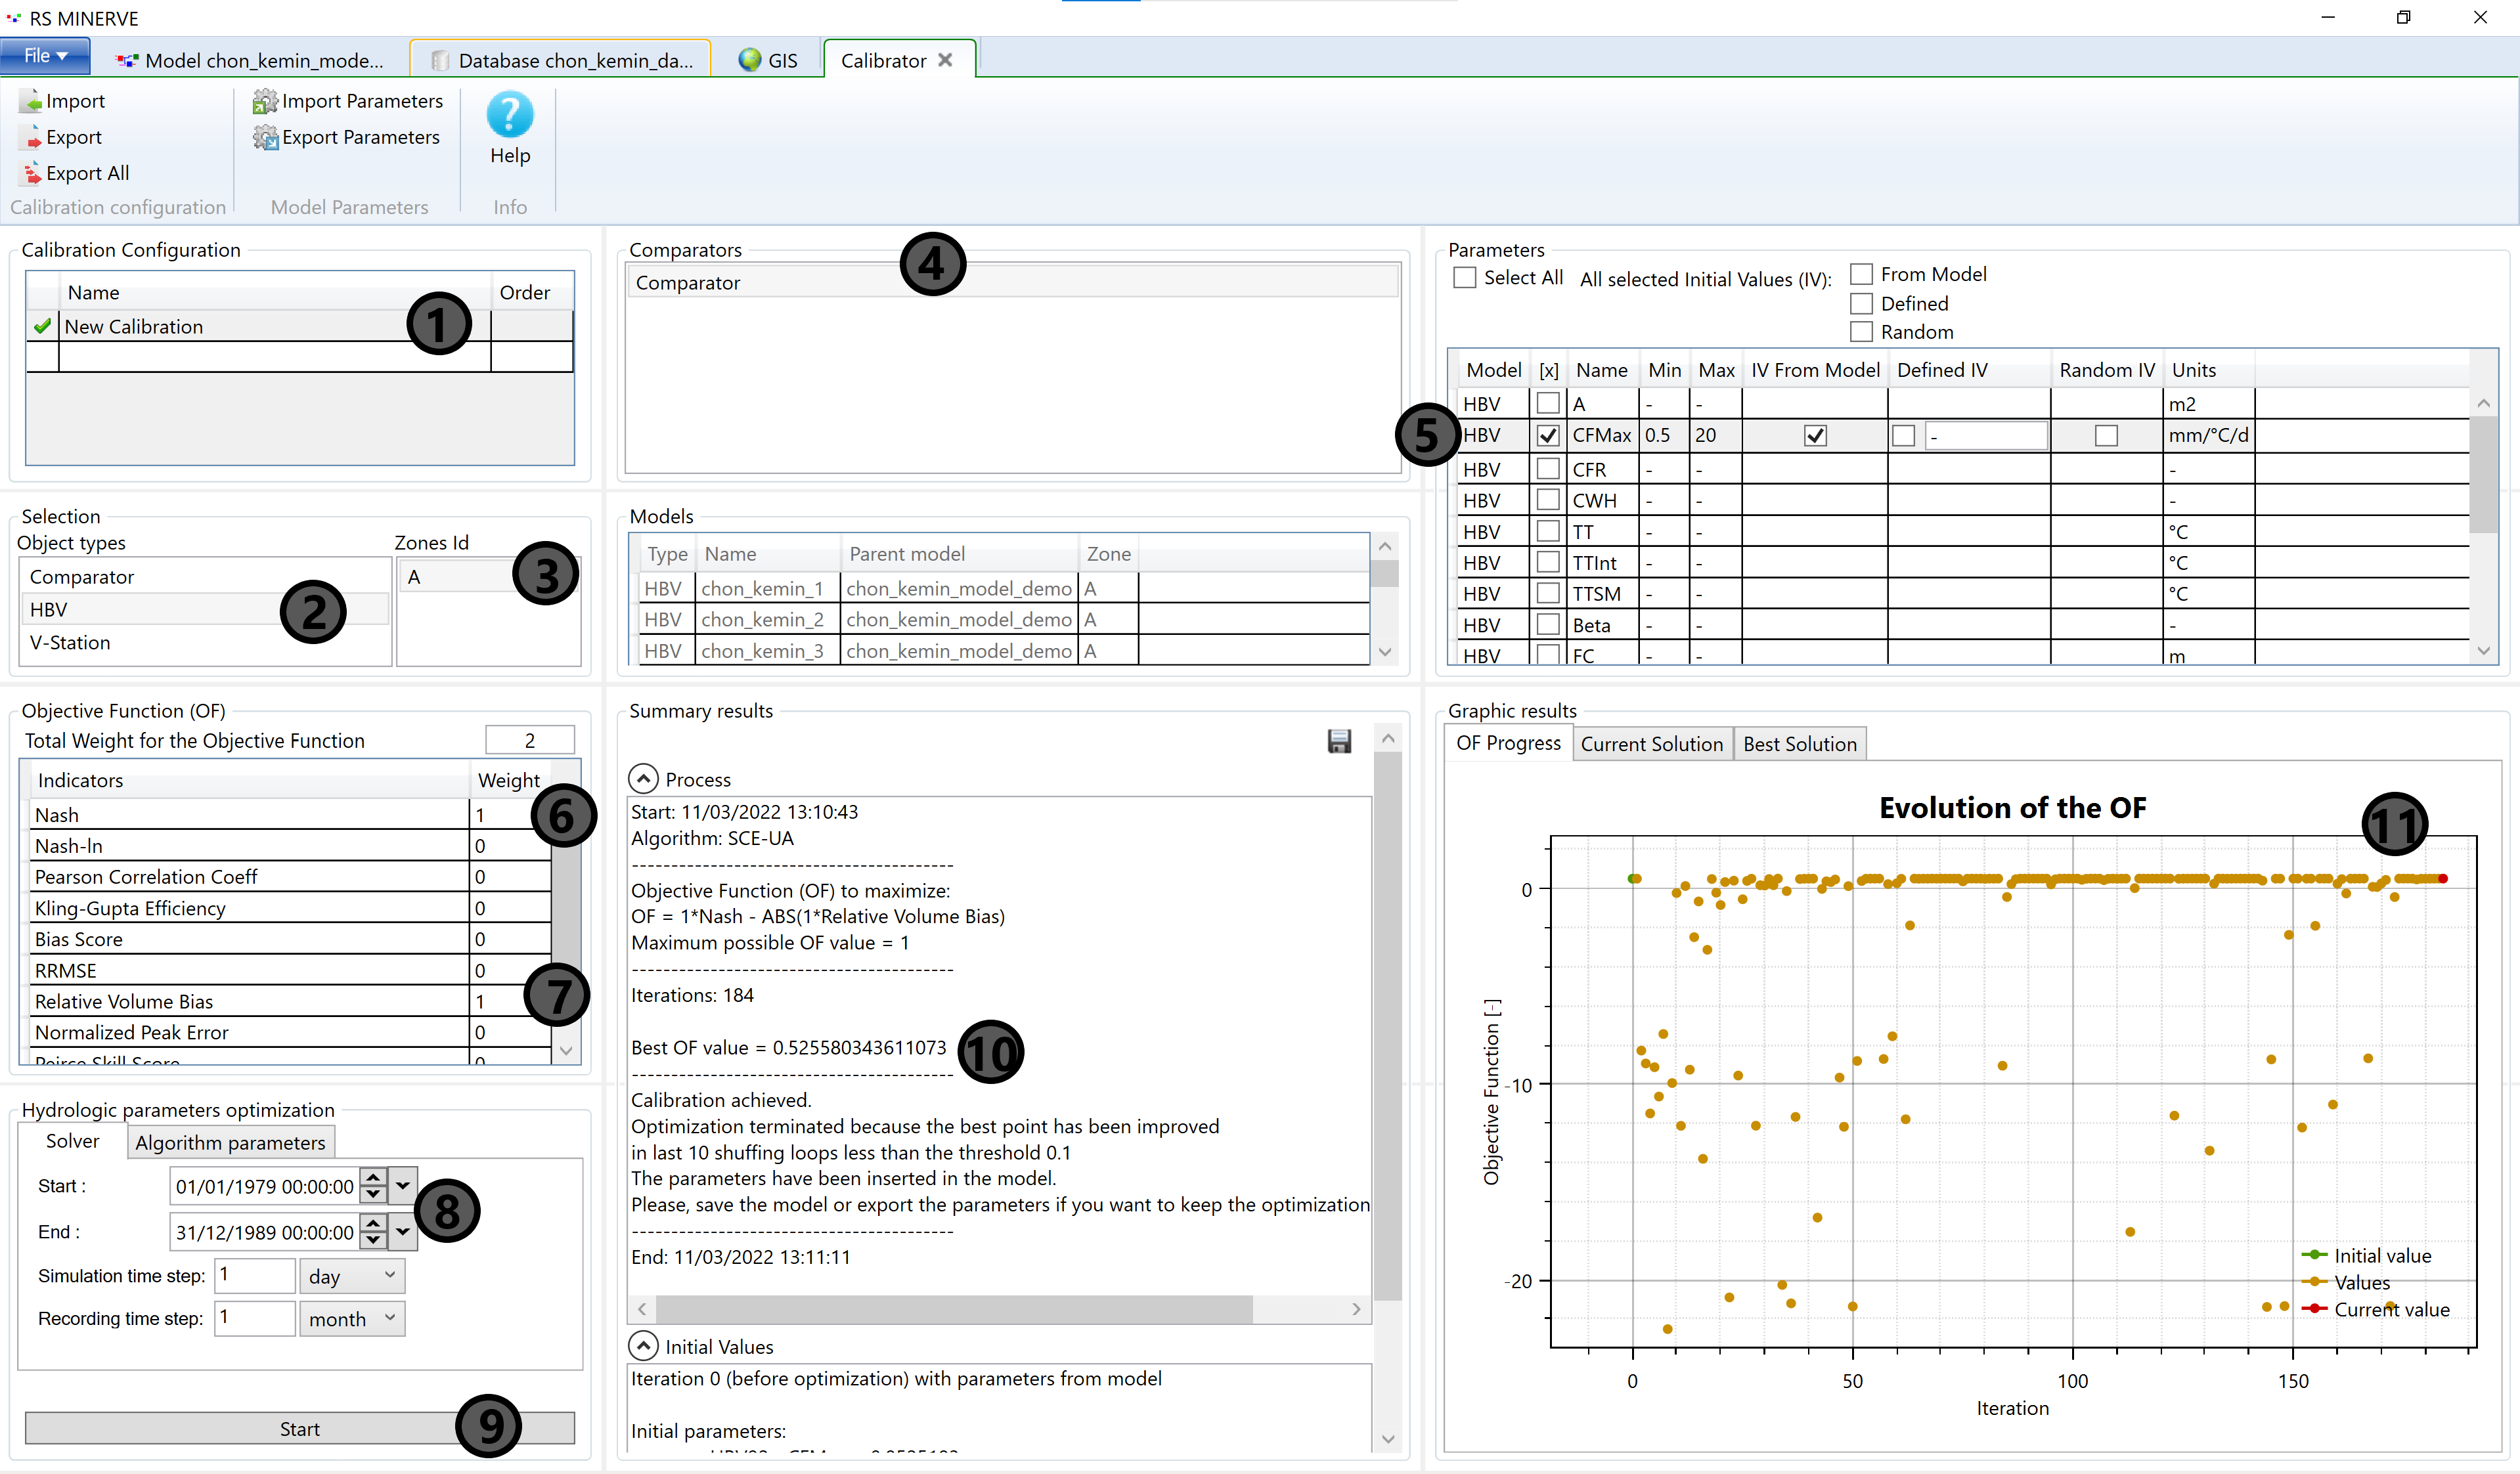 RS MINERVE
File
Model chon_kemin_mode...
Database chon_kemin_da...
GIS
Calibrator
Import
Export
Export All
Calibration configuration
Import Parameters
Export Parameters
Model Parameters
?
Help
Info
Calibration Configuration
Name Order
New Calibration
1
Comparators
4
Comparator
Parameters
Select All All selected Initial Values (IV):
From Model
Defined
Random
Model [x] Name Min Max IV From Model Defined IV Random IV Units
HBV A - - m2
5
HBV CFMax 0.5 20 - mm/°C/d
HBV CFR - - -
HBV CWH - - -
HBV TT - - °C
HBV TTInt - - °C
HBV TTSM - - °C
HBV Beta - - -
HBV FC - - m
Selection
Object types Zones Id
Comparator
HBV
V-Station
2
A
3
Models
Type Name Parent model Zone
HBV chon_kemin_1 chon_kemin_model_demo A
HBV chon_kemin_2 chon_kemin_model_demo A
HBV chon_kemin_3 chon_kemin_model_demo A
Objective Function (OF)
Total Weight for the Objective Function 2
Indicators Weight
Nash 1
6
Nash-ln 0
Pearson Correlation Coeff 0
Kling-Gupta Efficiency 0
Bias Score 0
RRMSE 0
Relative Volume Bias 1
7
Normalized Peak Error 0
Peirce Skill Score 0
Hydrologic parameters optimization
Solver Algorithm parameters
Start : 01/01/1979 00:00:00
8
End : 31/12/1989 00:00:00
Simulation time step: 1 day
Recording time step: 1 month
Start
9
Summary results
Process
Start: 11/03/2022 13:10:43
Algorithm: SCE-UA
-----------------------------------------
Objective Function (OF) to maximize:
OF = 1*Nash - ABS(1*Relative Volume Bias)
Maximum possible OF value = 1
-----------------------------------------
Iterations: 184
Best OF value = 0.525580343611073
10
-----------------------------------------
Calibration achieved.
Optimization terminated because the best point has been improved
in last 10 shuffing loops less than the threshold 0.1
The parameters have been inserted in the model.
Please, save the model or export the parameters if you want to keep the optimization
-----------------------------------------
End: 11/03/2022 13:11:11
Initial Values
Iteration 0 (before optimization) with parameters from model
Initial parameters:
Graphic results
OF Progress Current Solution Best Solution
Evolution of the OF
11
Objective Function [-]
0
-10
-20
Initial value
Values
Current value
0 50 100 150
Iteration